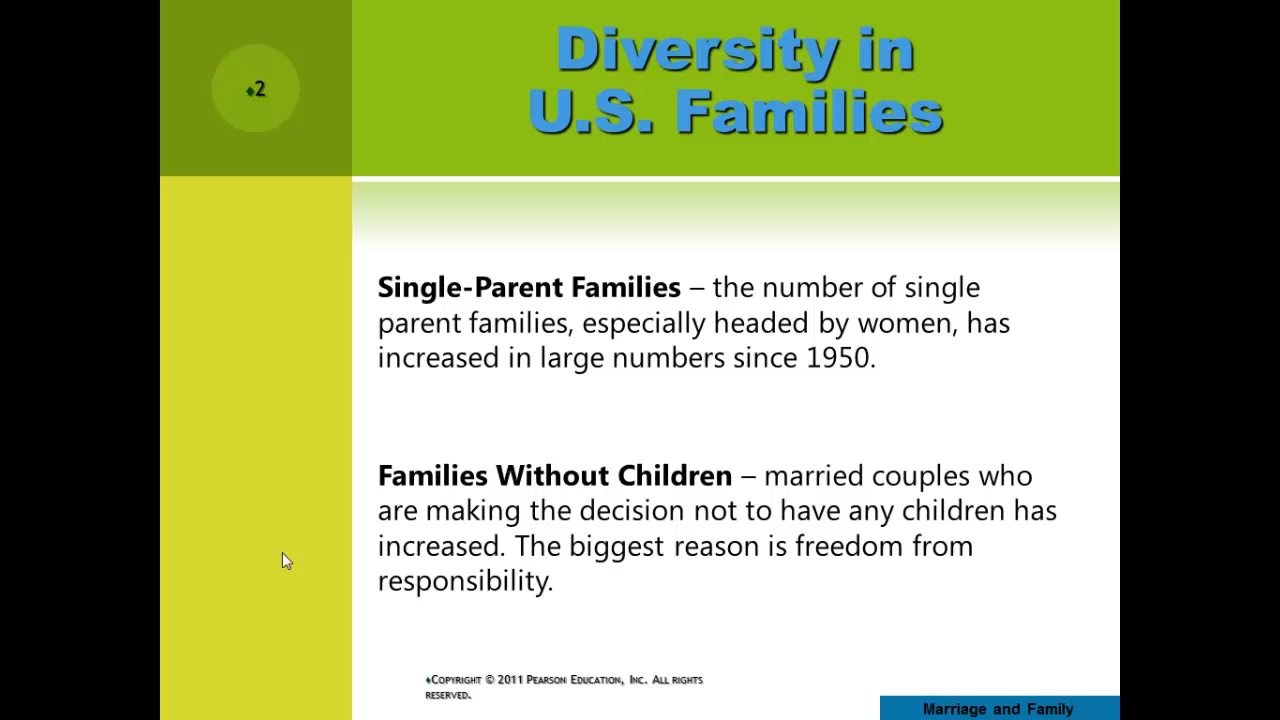 ♦2
Diversity in
U.S. Families
Single-Parent Families – the number of single
parent families, especially headed by women, has
increased in large numbers since 1950.
Families Without Children – married couples who
are making the decision not to have any children has
increased. The biggest reason is freedom from
responsibility.
♦Copyright © 2011 Pearson Education, Inc. All rights
reserved.
Marriage and Family